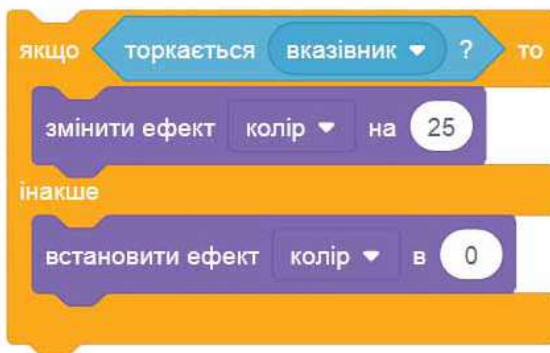 якщо торкається вказівник ? то
змінити ефект колір на 25
інакше
встановити ефект колір в 0